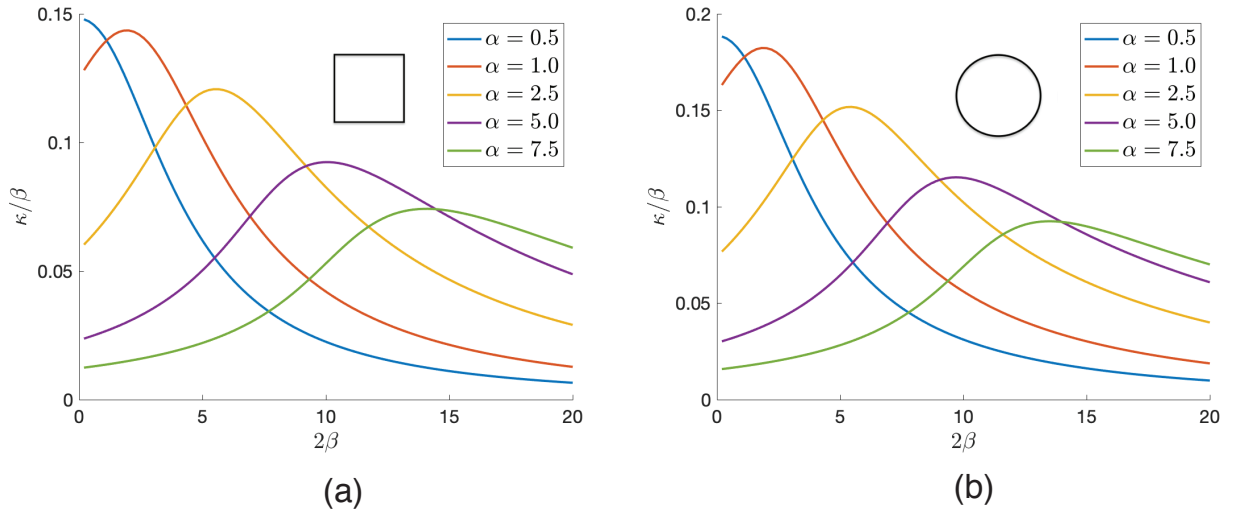 0.15
0.1
0.05
0
κ/β
0 5 10 15 20
2β
α = 0.5
α = 1.0
α = 2.5
α = 5.0
α = 7.5
(a)
0.2
0.15
0.1
0.05
0
κ/β
0 5 10 15 20
2β
α = 0.5
α = 1.0
α = 2.5
α = 5.0
α = 7.5
(b)